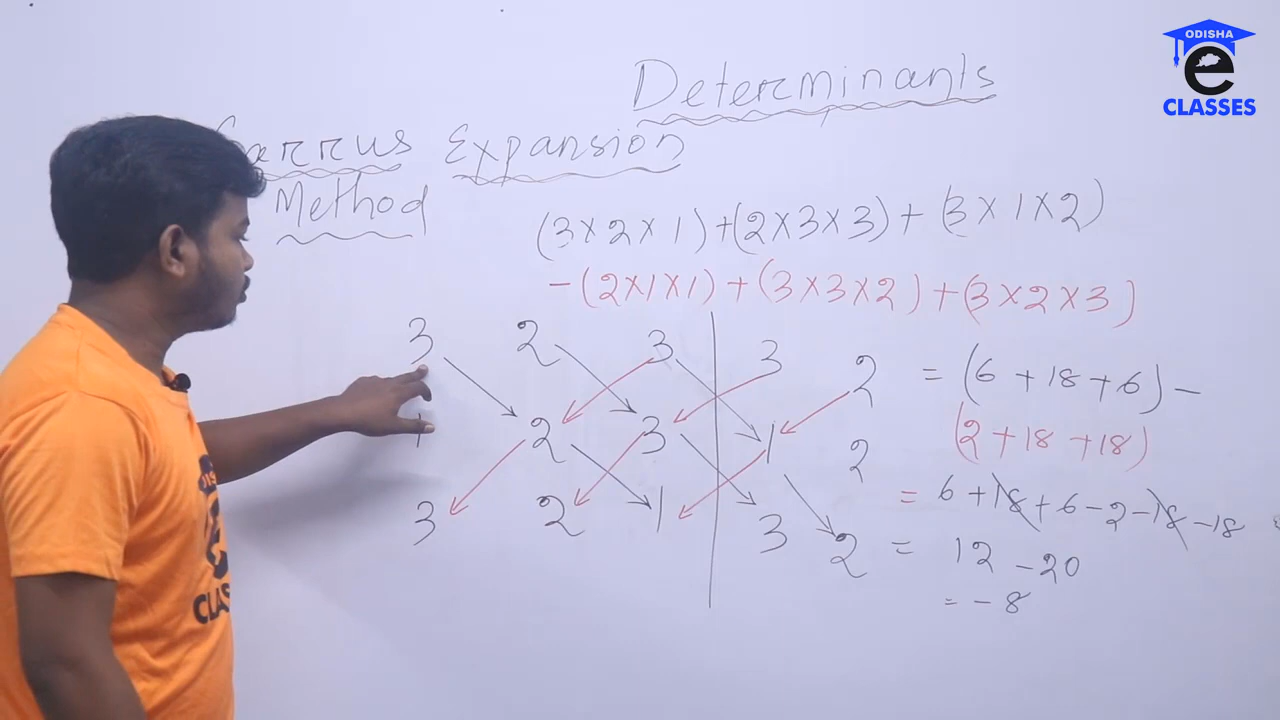 ODISHA
e
CLASSES
Determinants
Expansion
Method
(3×2×1)+(2×3×3)+(3×1×2)
-(2×1×1)+(3×3×2)+(3×2×3)
3 2 3 3 2
1 2 3 1 2
3 2 1 3 2
= (6 +18+6) -
(2+18+18)
= 6+18+6-2-18-18
= 12 -20
= -8